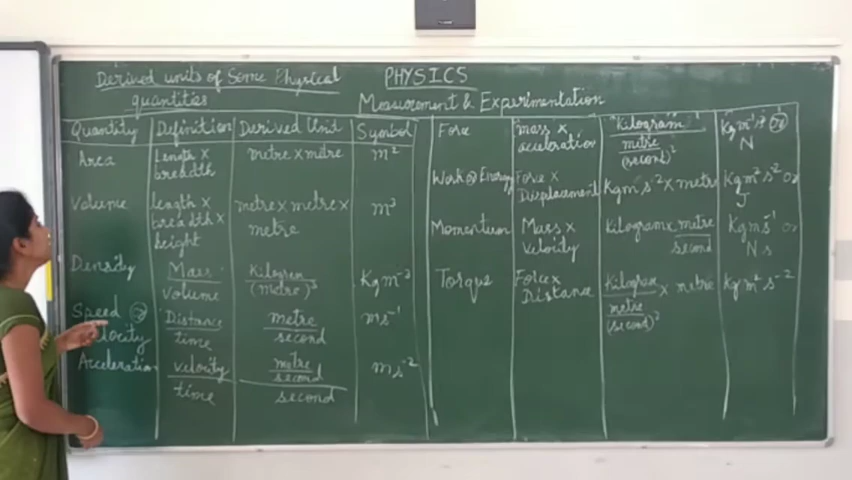 Derived units of Some Physical
quantities
PHYSICS
Measurement & Experimentation
Quantity Definition Derived Unit Symbol
Area Length × breadth metre × metre m²
Volume length × breadth × height metre × metre × metre m³
Density Mass / Volume Kilogram / (metre)³ Kgm⁻³
Speed or Velocity Distance / time metre / second ms⁻¹
Acceleration velocity / time metre / second / second ms⁻²
Force mass × acceleration Kilogram metre / (second)² N
Work or Energy Force × Displacement Kgm s⁻² × metre Kgm² s⁻² or J
Momentum Mass × Velocity kilogram × metre / second Kgms⁻¹ or N s
Torque Force × Distance Kilogram metre / (second)² × metre Kgm² s⁻²